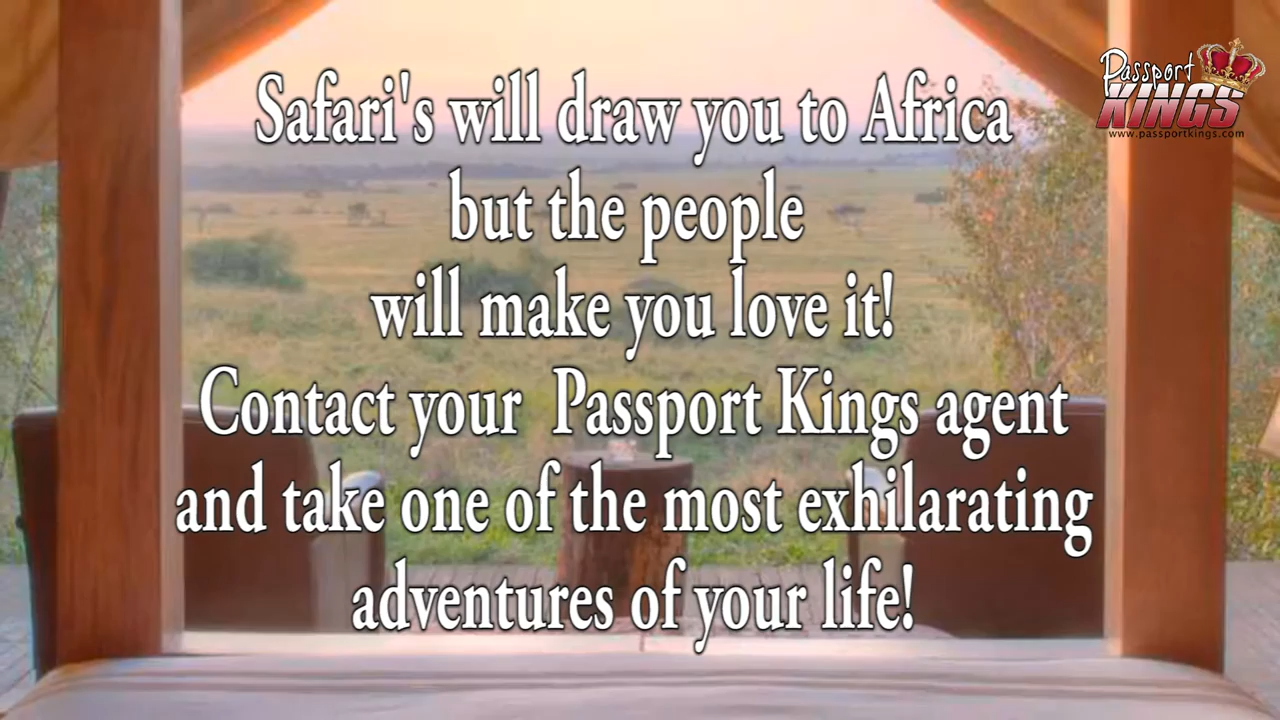 Passport
KINGS
www.passportkings.com
Safari's will draw you to Africa
but the people
will make you love it!
Contact your  Passport Kings agent
and take one of the most exhilarating
adventures of your life!